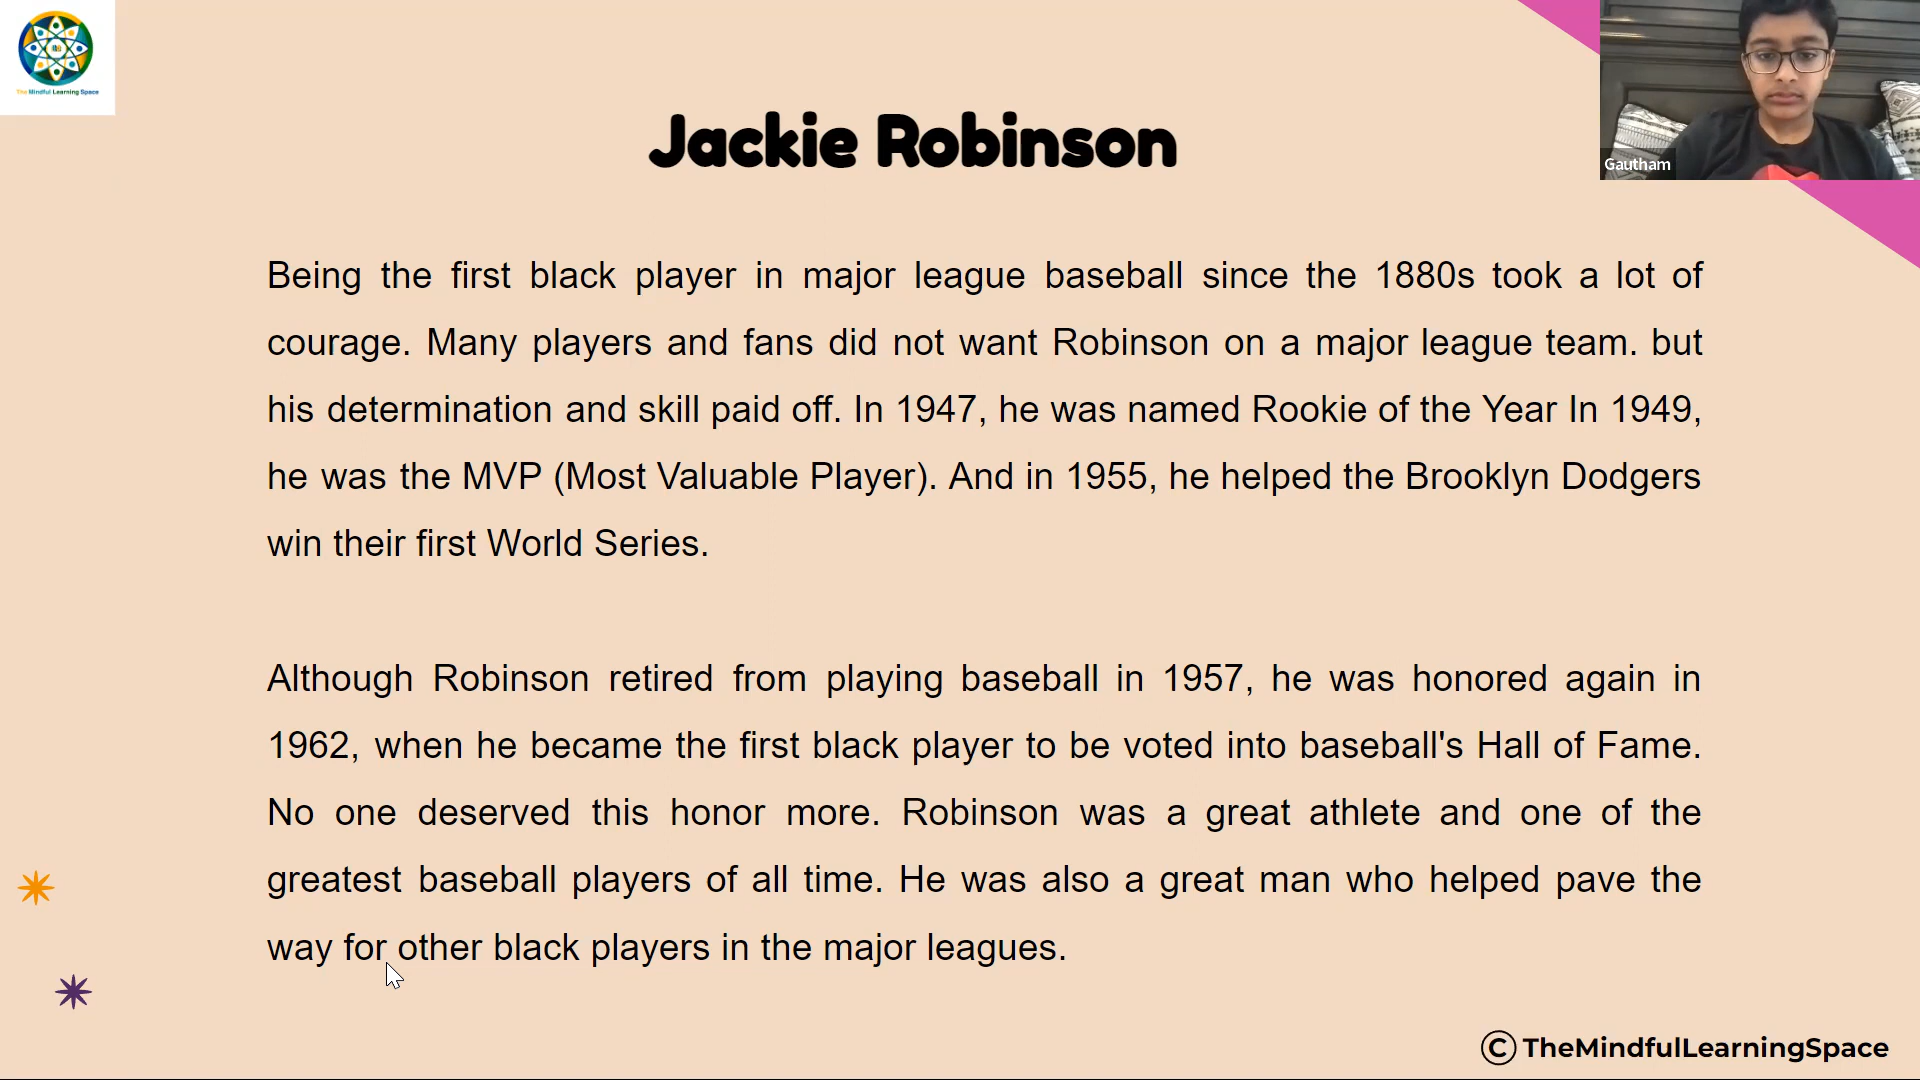 The Mindful Learning Space
Jackie Robinson
Gautham
Being the first black player in major league baseball since the 1880s took a lot of
courage. Many players and fans did not want Robinson on a major league team. but
his determination and skill paid off. In 1947, he was named Rookie of the Year In 1949,
he was the MVP (Most Valuable Player). And in 1955, he helped the Brooklyn Dodgers
win their first World Series.
Although Robinson retired from playing baseball in 1957, he was honored again in
1962, when he became the first black player to be voted into baseball's Hall of Fame.
No one deserved this honor more. Robinson was a great athlete and one of the
greatest baseball players of all time. He was also a great man who helped pave the
way for other black players in the major leagues.
© TheMindfulLearningSpace